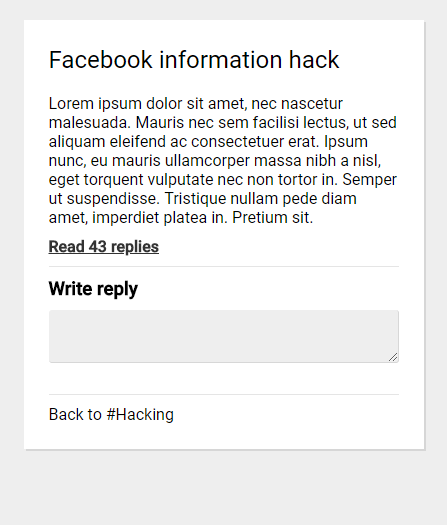 Facebook information hack
Lorem ipsum dolor sit amet, nec nascetur
malesuada. Mauris nec sem facilisi lectus, ut sed
aliquam eleifend ac consectetuer erat. Ipsum
nunc, eu mauris ullamcorper massa nibh a nisl,
eget torquent vulputate nec non tortor in. Semper
ut suspendisse. Tristique nullam pede diam
amet, imperdiet platea in. Pretium sit.
Read 43 replies
Write reply
Back to #Hacking